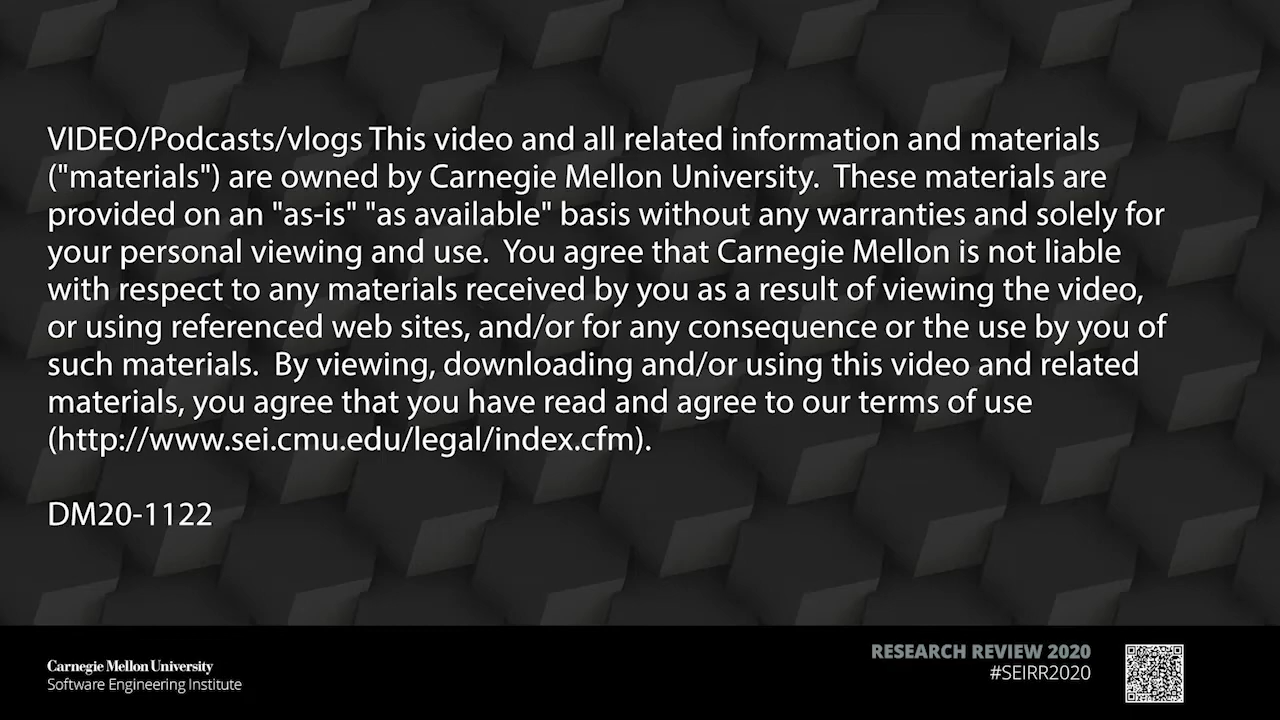 VIDEO/Podcasts/vlogs This video and all related information and materials
("materials") are owned by Carnegie Mellon University.  These materials are
provided on an "as-is" "as available" basis without any warranties and solely for
your personal viewing and use.  You agree that Carnegie Mellon is not liable
with respect to any materials received by you as a result of viewing the video,
or using referenced web sites, and/or for any consequence or the use by you of
such materials.  By viewing, downloading and/or using this video and related
materials, you agree that you have read and agree to our terms of use
(http://www.sei.cmu.edu/legal/index.cfm).
DM20-1122
Carnegie Mellon University
Software Engineering Institute
RESEARCH REVIEW 2020
#SEIRR2020